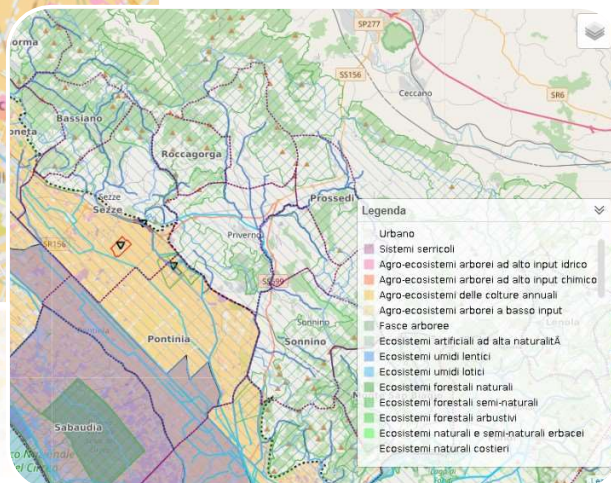 SP277
orma
SS156
Ceccano
SR6
Bassiano
oneta
Roccagorga
Sezze
Sezze
Prossedi
Priverno
SR156
Sonnino
Sonnino
Pontinia
Sabaudia
Legenda
Urbano
Sistemi serricoli
Agro-ecosistemi arborei ad alto input idrico
Agro-ecosistemi arborei ad alto input chimico
Agro-ecosistemi delle colture annuali
Agro-ecosistemi arborei a basso input
Fasce arboree
Ecosistemi artificiali ad alta naturalitÃ
Ecosistemi umidi lentici
Ecosistemi umidi lotici
Ecosistemi forestali naturali
Ecosistemi forestali semi-naturali
Ecosistemi forestali arbustivi
Ecosistemi naturali e semi-naturali erbacei
Ecosistemi naturali costieri